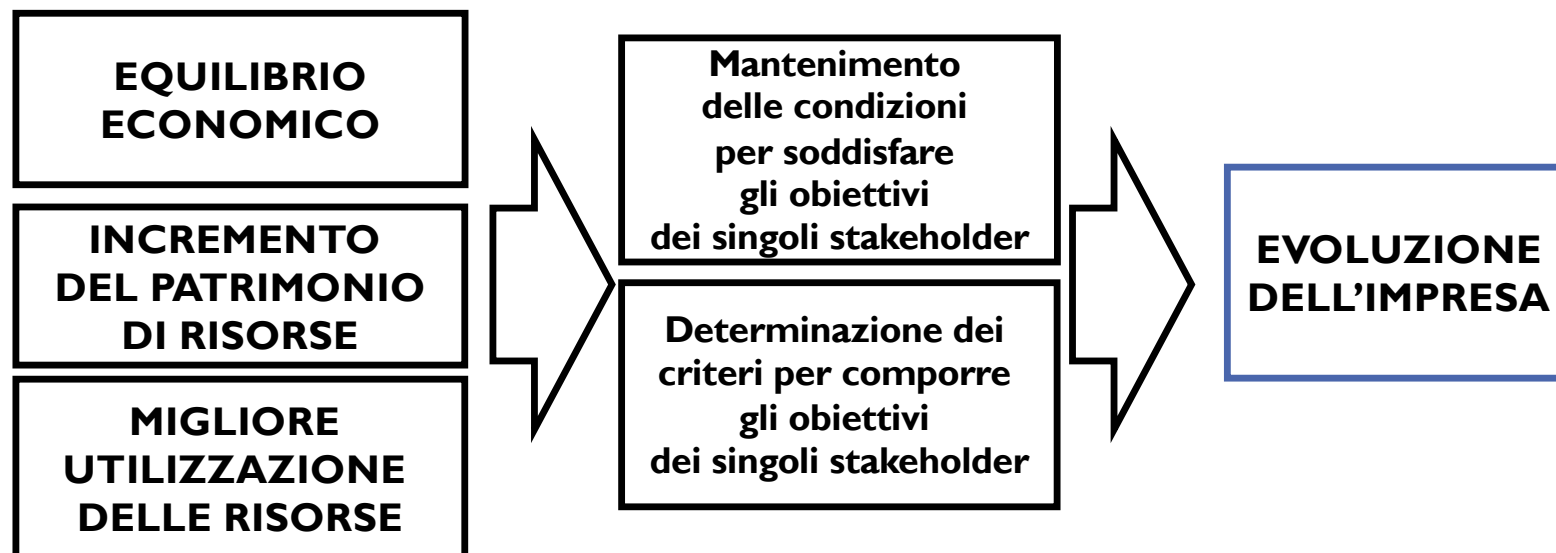 EQUILIBRIO
ECONOMICO
INCREMENTO
DEL PATRIMONIO
DI RISORSE
MIGLIORE
UTILIZZAZIONE
DELLE RISORSE
Mantenimento
delle condizioni
per soddisfare
gli obiettivi
dei singoli stakeholder
Determinazione dei
criteri per comporre
gli obiettivi
dei singoli stakeholder
EVOLUZIONE
DELL’IMPRESA